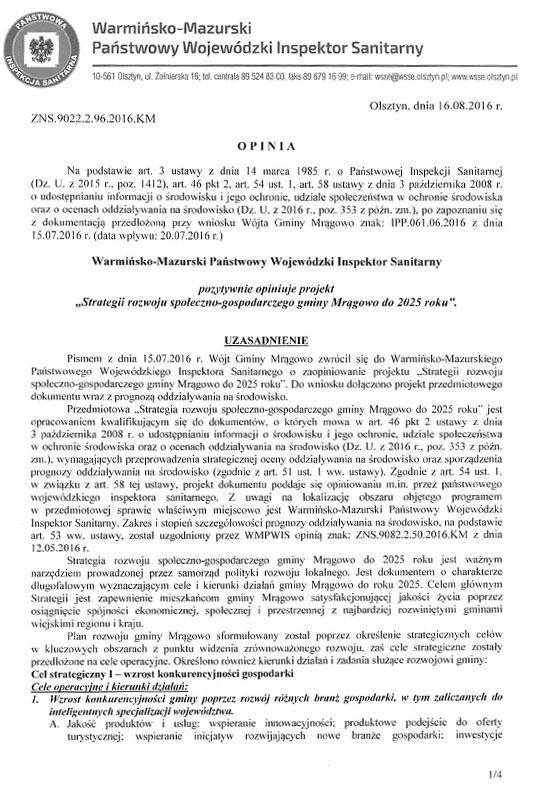 PAŃSTWOWA
INSPEKCJA SANITARNA
Warmińsko-Mazurski
Państwowy Wojewódzki Inspektor Sanitarny
10-561 Olsztyn, ul. Żołnierska 16; tel. centrala 89 524 83 00, faks 89 679 16 99; e-mail: wsse@wsse.olsztyn.pl; www.wsse.olsztyn.pl
Olsztyn, dnia 16.08.2016 r.
ZNS.9022.2.96.2016.KM
O P I N I A
Na podstawie art. 3 ustawy z dnia 14 marca 1985 r. o Państwowej Inspekcji Sanitarnej
(Dz. U. z 2015 r., poz. 1412), art. 46 pkt 2, art. 54 ust. 1, art. 58 ustawy z dnia 3 października 2008 r.
o udostępnianiu informacji o środowisku i jego ochronie, udziale społeczeństwa w ochronie środowiska
oraz o ocenach oddziaływania na środowisko (Dz. U. z 2016 r., poz. 353 z późn. zm.), po zapoznaniu się
z dokumentacją przedłożoną przy wniosku Wójta Gminy Mrągowo znak: IPP.061.06.2016 z dnia
15.07.2016 r. (data wpływu: 20.07.2016 r.)
Warmińsko-Mazurski Państwowy Wojewódzki Inspektor Sanitarny
pozytywnie opiniuje projekt
„Strategii rozwoju społeczno-gospodarczego gminy Mrągowo do 2025 roku”.
UZASADNIENIE
Pismem z dnia 15.07.2016 r. Wójt Gminy Mrągowo zwrócił się do Warmińsko-Mazurskiego
Państwowego Wojewódzkiego Inspektora Sanitarnego o zaopiniowanie projektu „Strategii rozwoju
społeczno-gospodarczego gminy Mrągowo do 2025 roku”. Do wniosku dołączono projekt przedmiotowego
dokumentu wraz z prognozą oddziaływania na środowisko.
Przedmiotowa „Strategia rozwoju społeczno-gospodarczego gminy Mrągowo do 2025 roku” jest
opracowaniem kwalifikującym się do dokumentów, o których mowa w art. 46 pkt 2 ustawy z dnia
3 października 2008 r. o udostępnianiu informacji o środowisku i jego ochronie, udziale społeczeństwa
w ochronie środowiska oraz o ocenach oddziaływania na środowisko (Dz. U. z 2016 r., poz. 353 z późn.
zm.), wymagających przeprowadzenia strategicznej oceny oddziaływania na środowisko oraz sporządzenia
prognozy oddziaływania na środowisko (zgodnie z art. 51 ust. 1 ww. ustawy). Zgodnie z art. 54 ust. 1,
w związku z art. 58 tej ustawy, projekt dokumentu poddaje się opiniowaniu m.in. przez państwowego
wojewódzkiego inspektora sanitarnego. Z uwagi na lokalizację obszaru objętego programem
w przedmiotowej sprawie właściwym miejscowo jest Warmińsko-Mazurski Państwowy Wojewódzki
Inspektor Sanitarny. Zakres i stopień szczegółowości prognozy oddziaływania na środowisko, na podstawie
art. 53 ww. ustawy, został uzgodniony przez WMPWIS opinią znak: ZNS.9082.2.50.2016.KM z dnia
12.05.2016 r.
Strategia rozwoju społeczno-gospodarczego gminy Mrągowo do 2025 roku jest ważnym
narzędziem prowadzonej przez samorząd polityki rozwoju lokalnego. Jest dokumentem o charakterze
długofalowym wyznaczającym cele i kierunki działań gminy Mrągowo do roku 2025. Celem głównym
Strategii jest zapewnienie mieszkańcom gminy Mrągowo satysfakcjonującej jakości życia poprzez
osiągnięcie spójności ekonomicznej, społecznej i przestrzennej z najbardziej rozwiniętymi gminami
wiejskimi regionu i kraju.
Plan rozwoju gminy Mrągowo sformułowany został poprzez określenie strategicznych celów
w kluczowych obszarach z punktu widzenia zrównoważonego rozwoju, zaś cele strategiczne zostały
przedłożone na cele operacyjne. Określono również kierunki działań i zadania służące rozwojowi gminy:
Cel strategiczny I – wzrost konkurencyjności gospodarki
Cele operacyjne i kierunki działań:
1. Wzrost konkurencyjności gminy poprzez rozwój różnych branż gospodarki, w tym zaliczanych do
inteligentnych specjalizacji województwa.
A. Jakość produktów i usług: wspieranie innowacyjności; produktowe podejście do oferty
turystycznej; wspieranie inicjatyw rozwijających nowe branże gospodarki; inwestycje
1/4